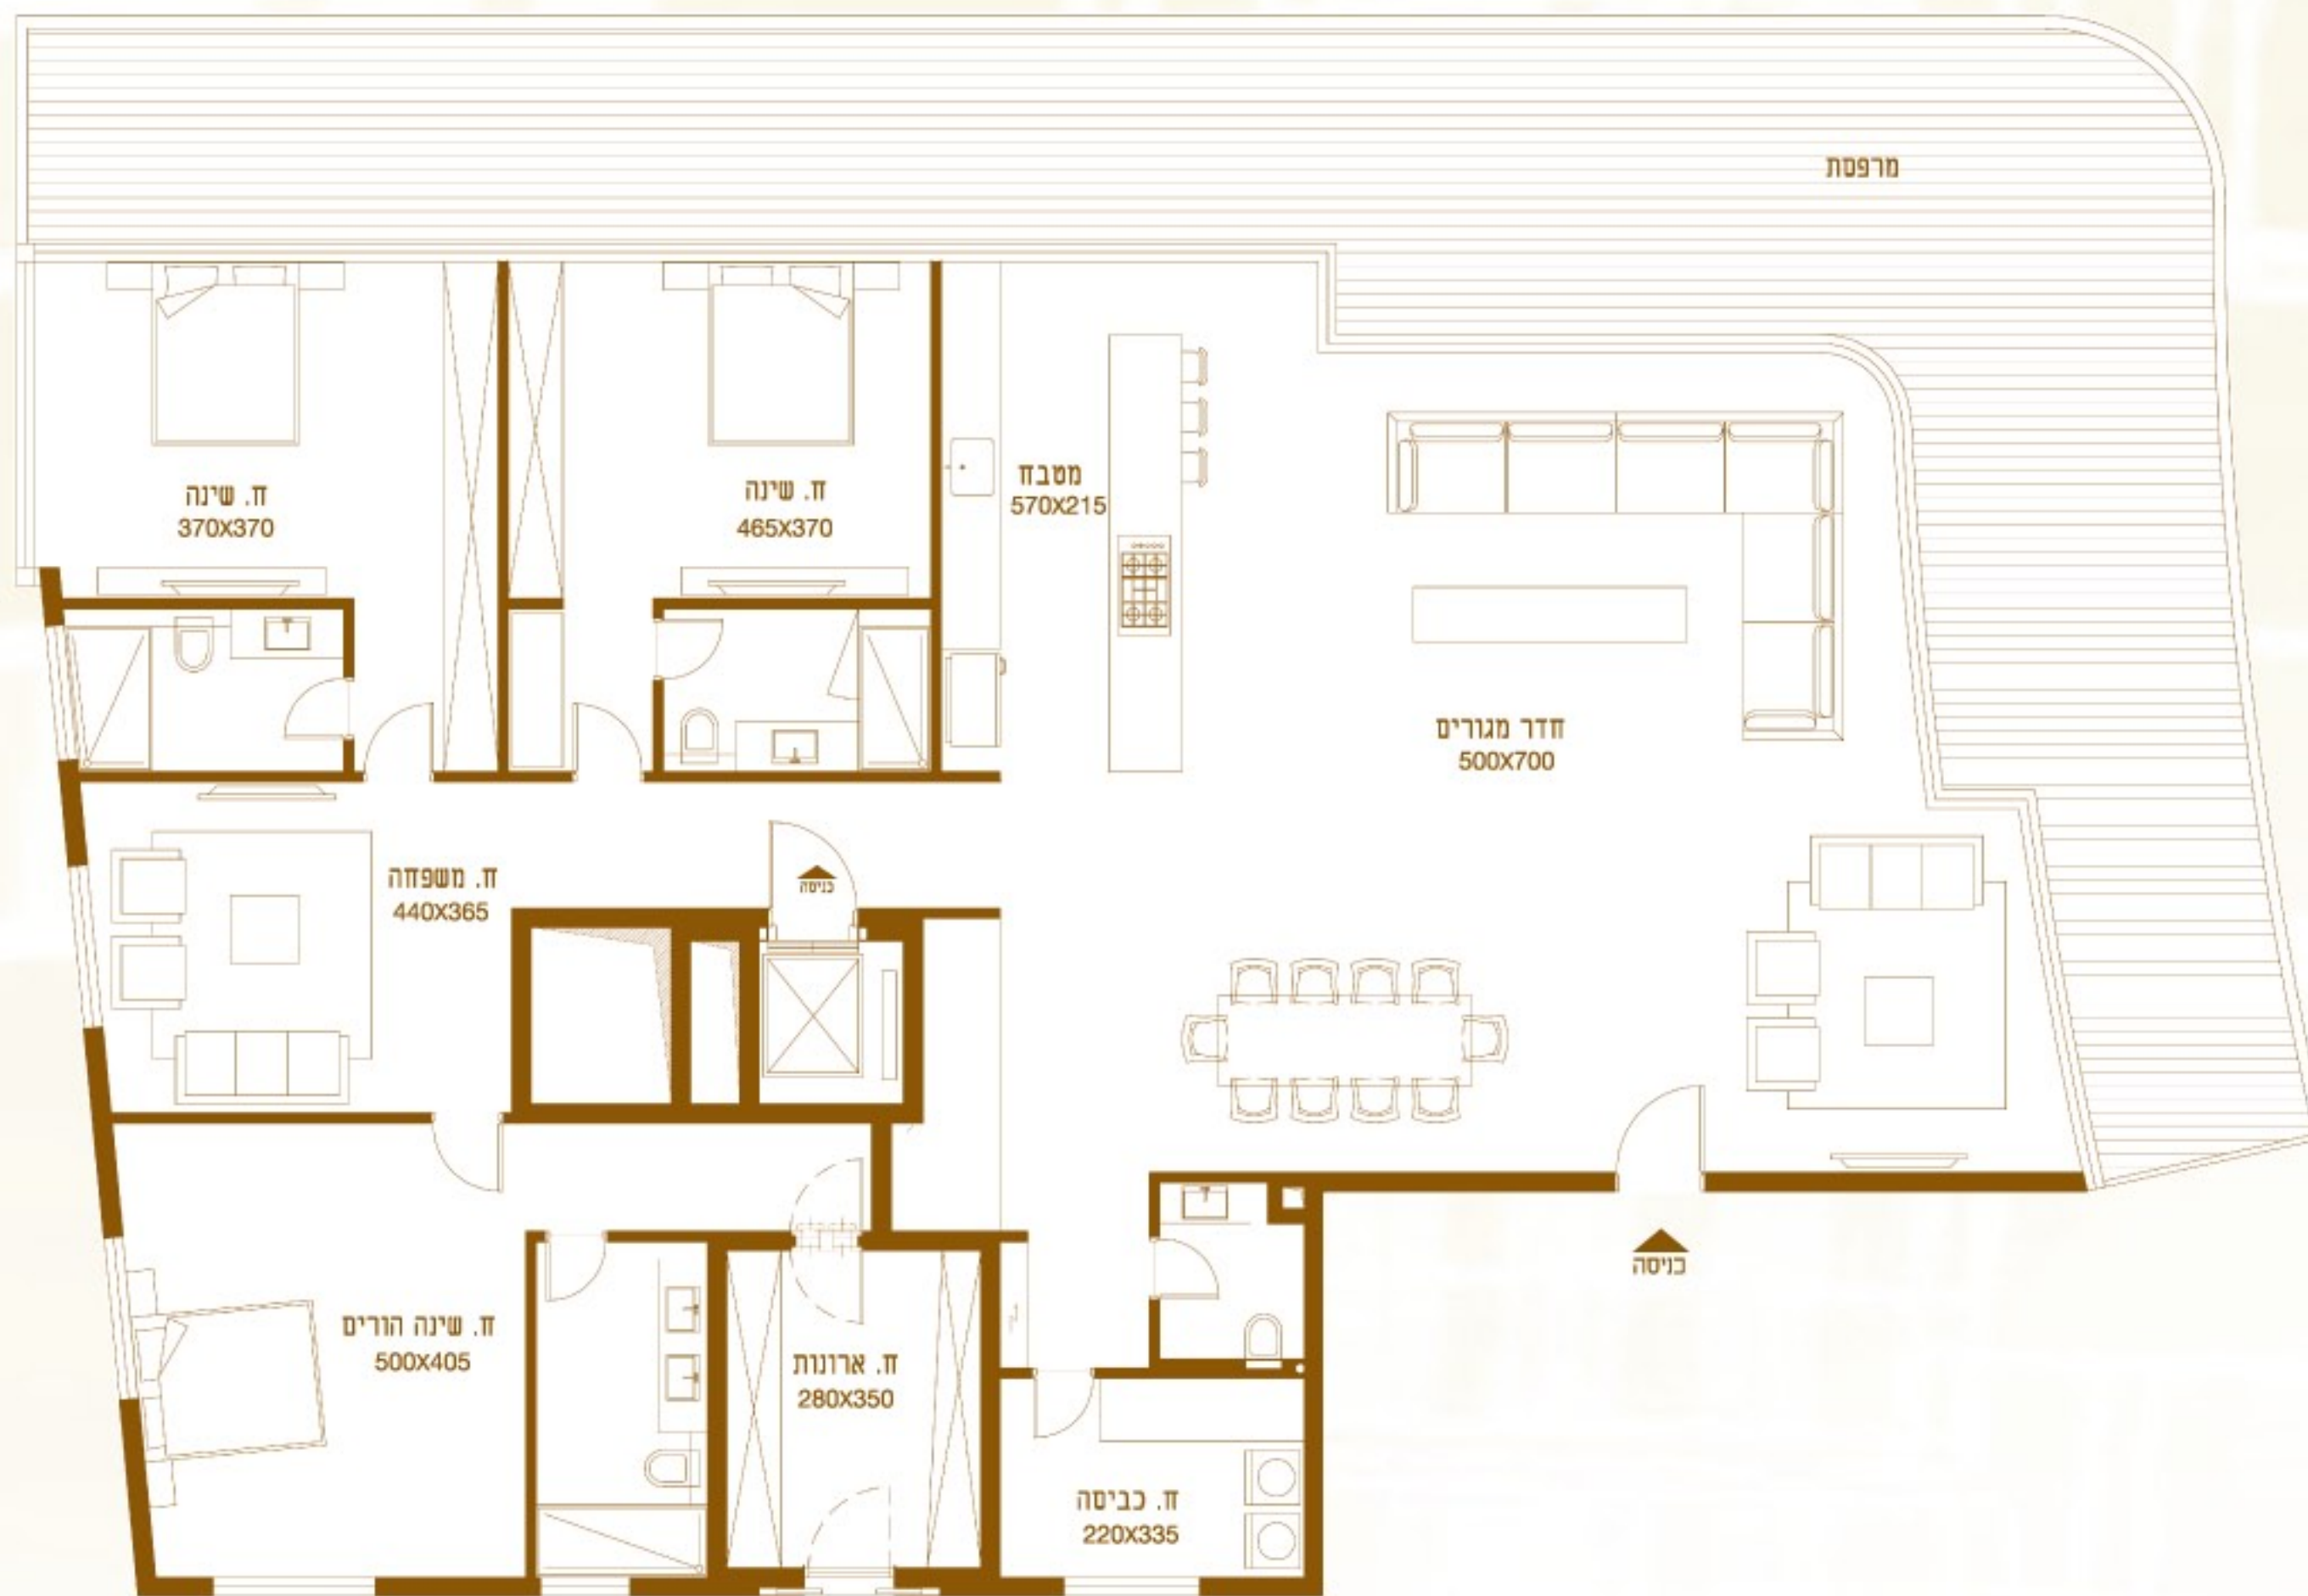 מרפסת
ח. שינה
370X370
ח. שינה
465X370
מטבח
570X215
חדר מגורים
500X700
ח. משפחה
440X365
כניסה
כניסה
ח. שינה הורים
500X405
ח. ארונות
280X350
ח. כביסה
220X335